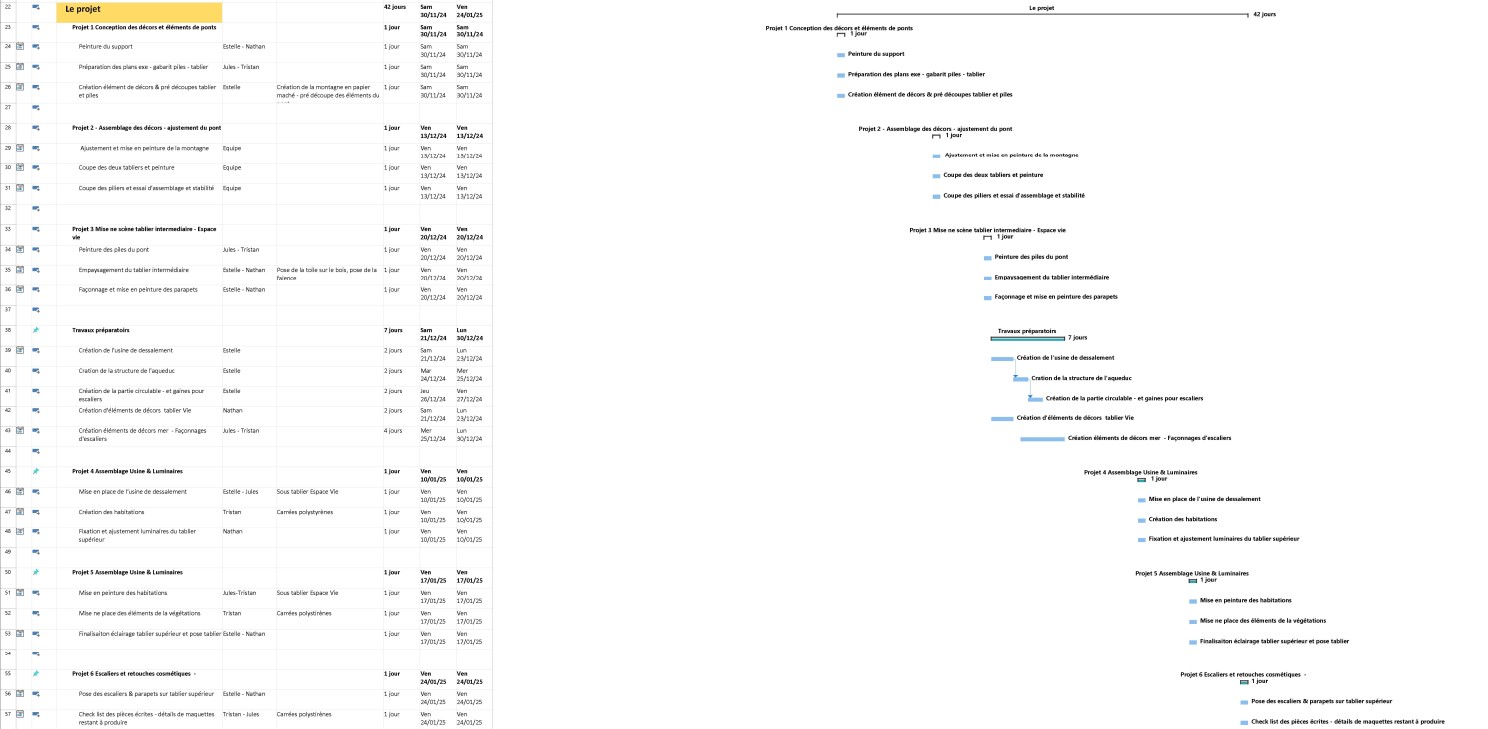 22 Le projet 42 jours Sam 30/11/24 Ven 24/01/25
23 Projet 1 Conception des décors et éléments de ponts 1 jour Sam 30/11/24 Sam 30/11/24
24 Peinture du support Estelle - Nathan 1 jour Sam 30/11/24 Sam 30/11/24
25 Préparation des plans exe - gabarit piles - tablier Jules - Tristan 1 jour Sam 30/11/24 Sam 30/11/24
26 Création élément de décors & pré découpes tablier et piles Estelle Création de la montagne en papier maché - pré découpe des éléments du 1 jour Sam 30/11/24 Sam 30/11/24
27
28 Projet 2 - Assemblage des décors - ajustement du pont 1 jour Ven 13/12/24 Ven 13/12/24
29 Ajustement et mise en peinture de la montagne Equipe 1 jour Ven 13/12/24 Ven 13/12/24
30 Coupe des deux tabliers et peinture Equipe 1 jour Ven 13/12/24 Ven 13/12/24
31 Coupe des piliers et essai d'assemblage et stabilité Equipe 1 jour Ven 13/12/24 Ven 13/12/24
32
33 Projet 3 Mise ne scène tablier intermediaire - Espace vie 1 jour Ven 20/12/24 Ven 20/12/24
34 Peinture des piles du pont Jules - Tristan 1 jour Ven 20/12/24 Ven 20/12/24
35 Empaysagement du tablier intermédiaire Estelle - Nathan Pose de la toile sur le bois, pose de la faience 1 jour Ven 20/12/24 Ven 20/12/24
36 Façonnage et mise en peinture des parapets Estelle - Nathan 1 jour Ven 20/12/24 Ven 20/12/24
37
38 Travaux préparatoirs 7 jours Sam 21/12/24 Lun 30/12/24
39 Création de l'usine de dessalement Estelle 2 jours Sam 21/12/24 Lun 23/12/24
40 Cration de la structure de l'aqueduc Estelle 2 jours Mar 24/12/24 Mer 25/12/24
41 Création de la partie circulable - et gaines pour escaliers Estelle 2 jours Jeu 26/12/24 Ven 27/12/24
42 Création d'éléments de décors tablier Vie Nathan 2 jours Sam 21/12/24 Lun 23/12/24
43 Création éléments de décors mer - Façonnages d'escaliers Jules - Tristan 4 jours Mer 25/12/24 Lun 30/12/24
44
45 Projet 4 Assemblage Usine & Luminaires 1 jour Ven 10/01/25 Ven 10/01/25
46 Mise en place de l'usine de dessalement Estelle - Jules Sous tablier Espace Vie 1 jour Ven 10/01/25 Ven 10/01/25
47 Création des habitations Tristan Carrées polystyrènes 1 jour Ven 10/01/25 Ven 10/01/25
48 Fixation et ajustement luminaires du tablier supérieur Nathan 1 jour Ven 10/01/25 Ven 10/01/25
49
50 Projet 5 Assemblage Usine & Luminaires 1 jour Ven 17/01/25 Ven 17/01/25
51 Mise en peinture des habitations Jules-Tristan Sous tablier Espace Vie 1 jour Ven 17/01/25 Ven 17/01/25
52 Mise ne place des éléments de la végétations Tristan Carrées polystirènes 1 jour Ven 17/01/25 Ven 17/01/25
53 Finalisaiton éclairage tablier supérieur et pose tablier Estelle - Nathan 1 jour Ven 17/01/25 Ven 17/01/25
54
55 Projet 6 Escaliers et retouches cosmétiques - 1 jour Ven 24/01/25 Ven 24/01/25
56 Pose des escaliers & parapets sur tablier supérieur Estelle - Nathan 1 jour Ven 24/01/25 Ven 24/01/25
57 Check list des pièces écrites - détails de maquettes restant à produire Tristan - Jules Carrées polystirènes 1 jour Ven 24/01/25 Ven 24/01/25
Le projet
42 jours
Projet 1 Conception des décors et éléments de ponts
1 jour
Peinture du support
Préparation des plans exe - gabarit piles - tablier
Création élément de décors & pré découpes tablier et piles
Projet 2 - Assemblage des décors - ajustement du pont
1 jour
Ajustement et mise en peinture de la montagne
Coupe des deux tabliers et peinture
Coupe des piliers et essai d'assemblage et stabilité
Projet 3 Mise ne scène tablier intermediaire - Espace vie
1 jour
Peinture des piles du pont
Empaysagement du tablier intermédiaire
Façonnage et mise en peinture des parapets
Travaux préparatoirs
7 jours
Création de l'usine de dessalement
Cration de la structure de l'aqueduc
Création de la partie circulable - et gaines pour escaliers
Création d'éléments de décors tablier Vie
Création éléments de décors mer - Façonnages d'escaliers
Projet 4 Assemblage Usine & Luminaires
1 jour
Mise en place de l'usine de dessalement
Création des habitations
Fixation et ajustement luminaires du tablier supérieur
Projet 5 Assemblage Usine & Luminaires
1 jour
Mise en peinture des habitations
Mise ne place des éléments de la végétations
Finalisaiton éclairage tablier supérieur et pose tablier
Projet 6 Escaliers et retouches cosmétiques -
1 jour
Pose des escaliers & parapets sur tablier supérieur
Check list des pièces écrites - détails de maquettes restant à produire